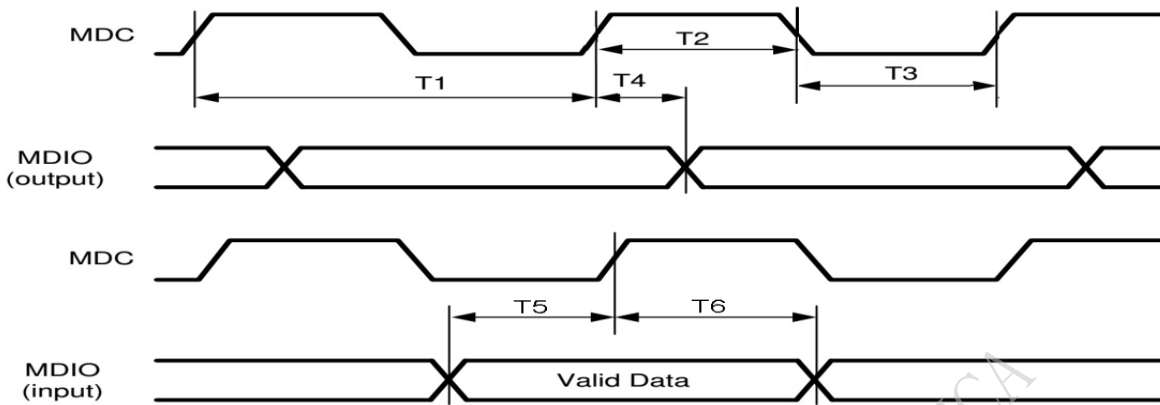 MDC
T1
T2
T3
T4
MDIO
(output)
MDC
T5
T6
MDIO
(input)
Valid Data